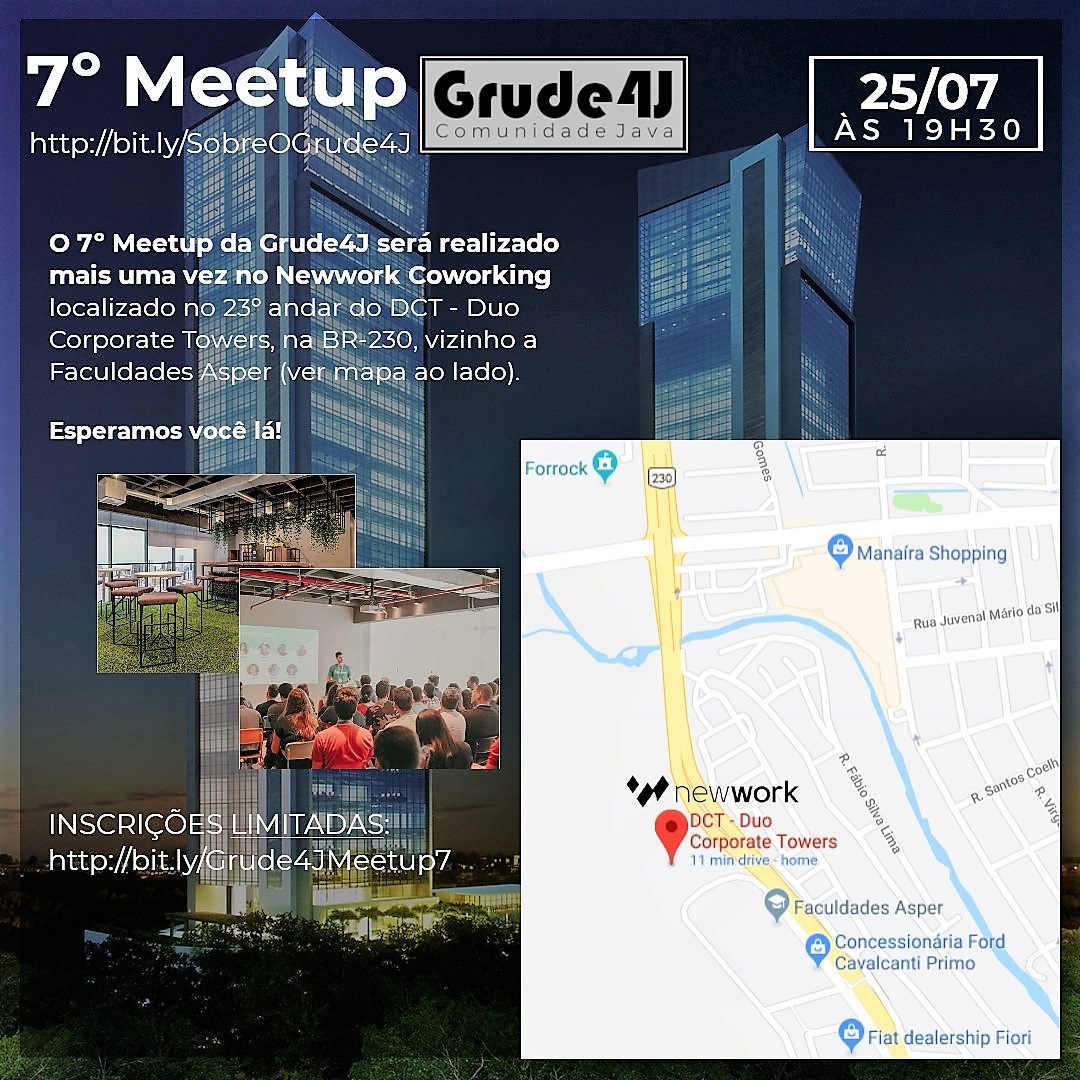 7º Meetup
http://bit.ly/SobreOGrude4J
Grude4J
Comunidade Java
25/07
ÀS 19H30
O 7º Meetup da Grude4J será realizado
mais uma vez no Newwork Coworking
localizado no 23º andar do DCT - Duo
Corporate Towers, na BR-230, vizinho a
Faculdades Asper (ver mapa ao lado).
Esperamos você lá!
INSCRIÇÕES LIMITADAS:
http://bit.ly/Grude4JMeetup7
Forrock
230
Gomes
R.
Manaíra Shopping
Rua Juvenal Mário da Sil
newwork
DCT - Duo
Corporate Towers
11 min drive - home
R. Fábio Silva Lima
R. Santos Coelh
R. Virg
Faculdades Asper
Concessionária Ford
Cavalcanti Primo
Fiat dealership Fiori